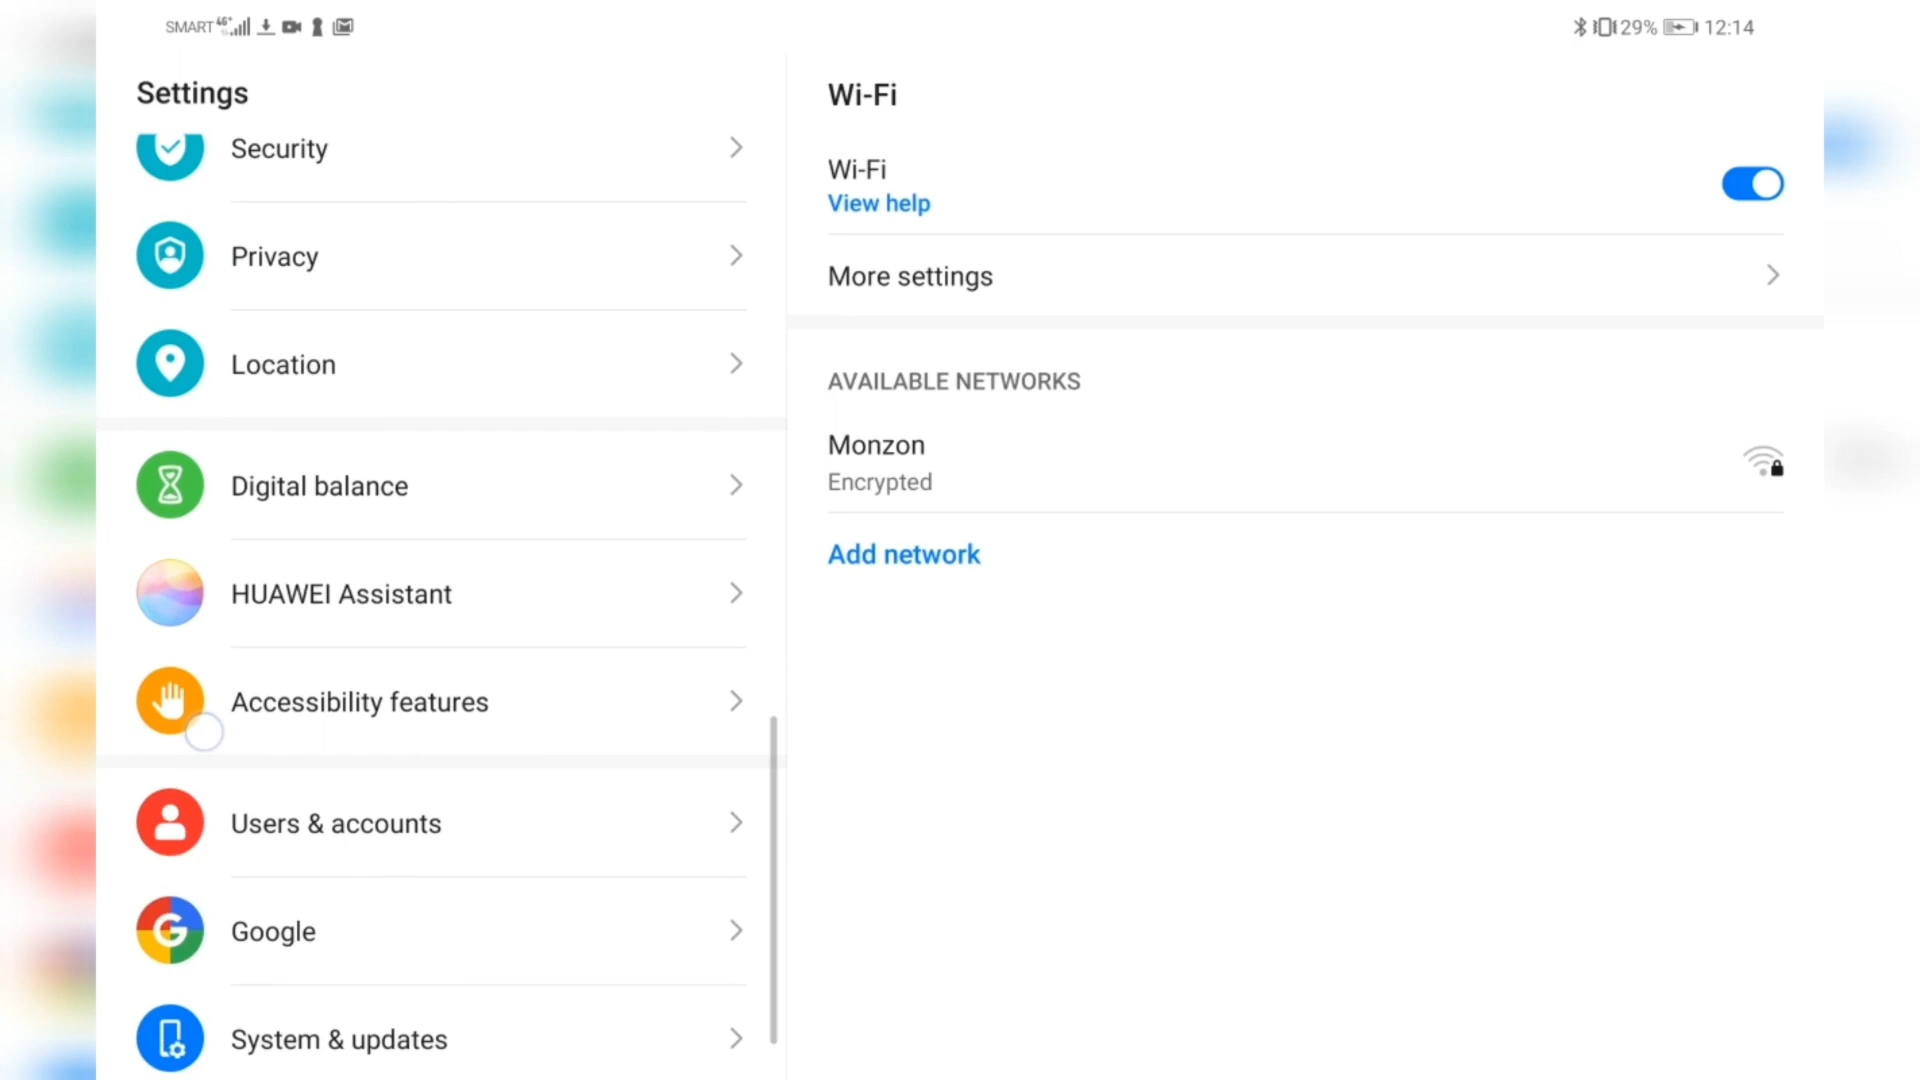 SMART 4G+ 29% 12:14
Settings
Security
Privacy
Location
Digital balance
HUAWEI Assistant
Accessibility features
Users & accounts
Google
System & updates
Wi-Fi
Wi-Fi
View help
More settings
AVAILABLE NETWORKS
Monzon
Encrypted
Add network